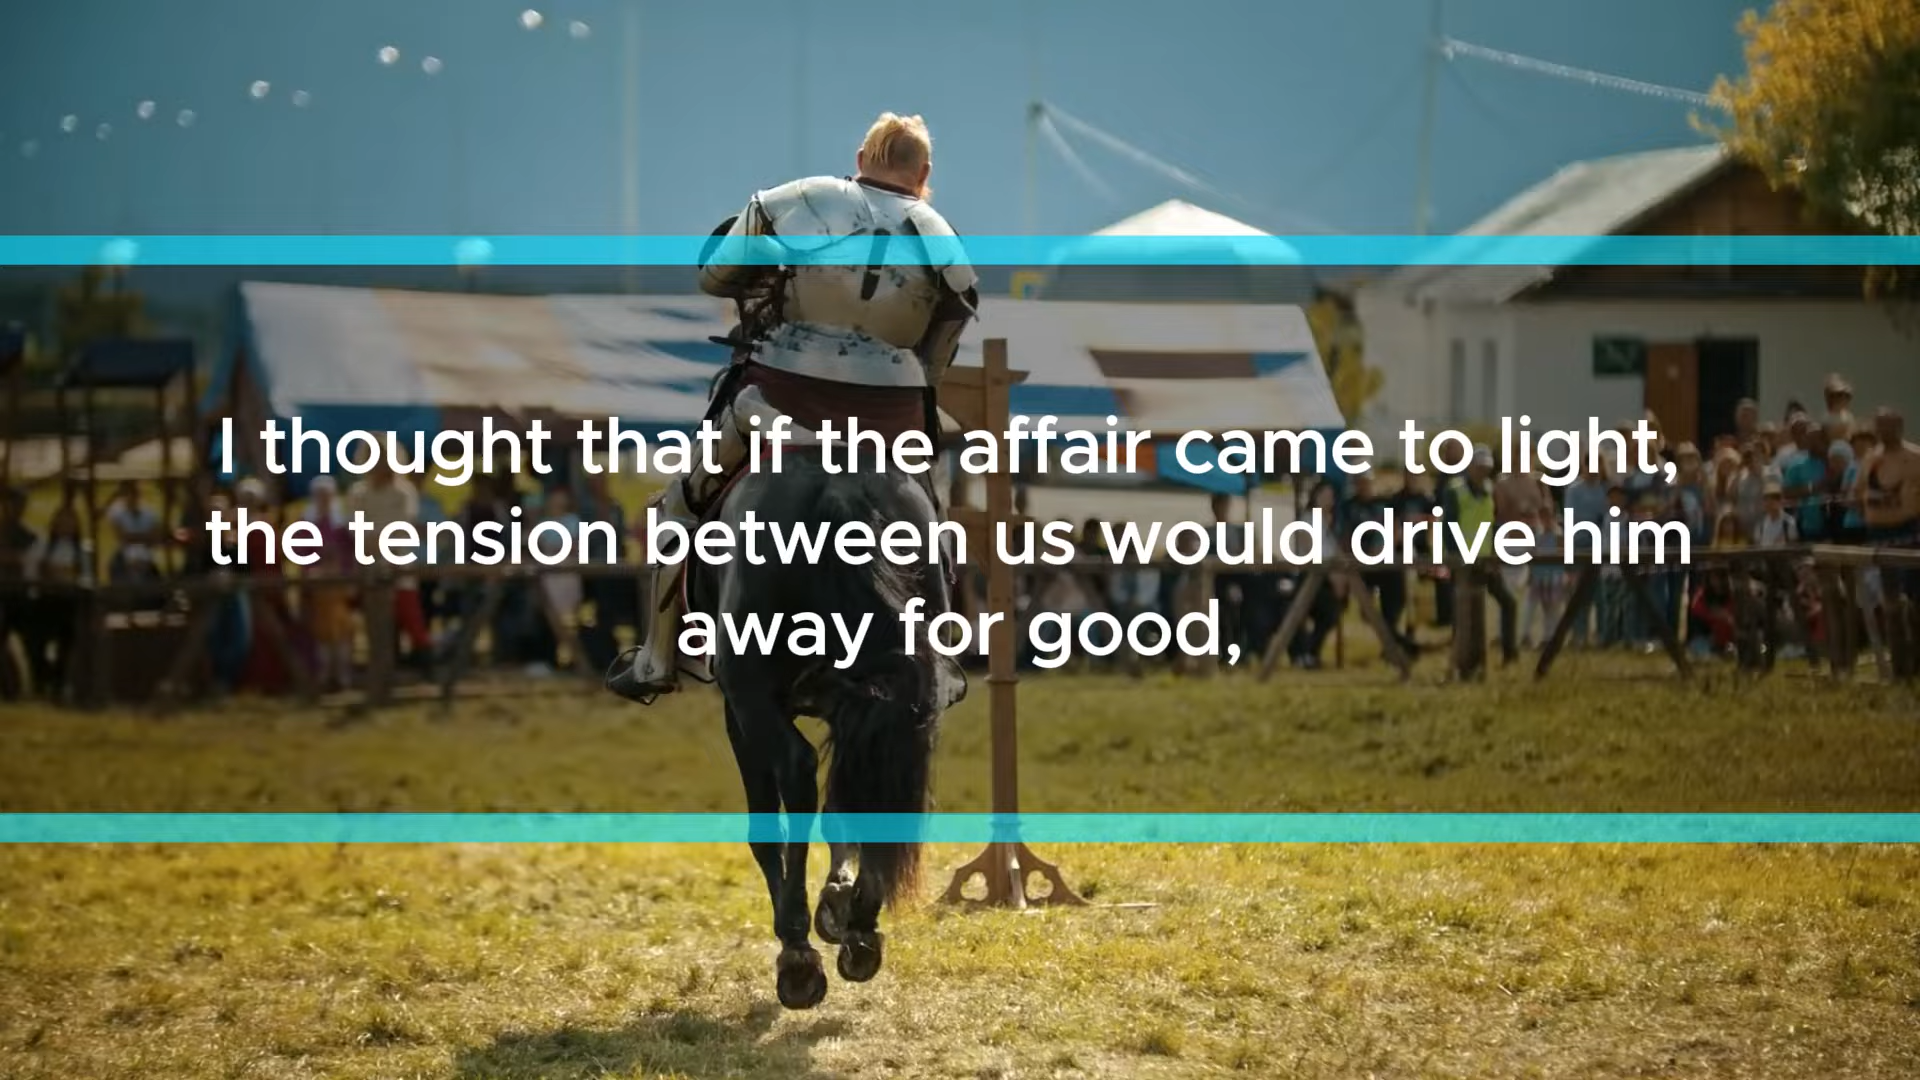 I thought that if the affair came to light,
the tension between us would drive him
away for good,